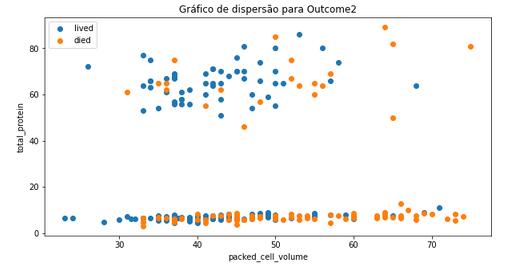 Gráfico de dispersão para Outcome2
lived
died
total_protein
80
60
40
20
0
30
40
50
60
70
packed_cell_volume